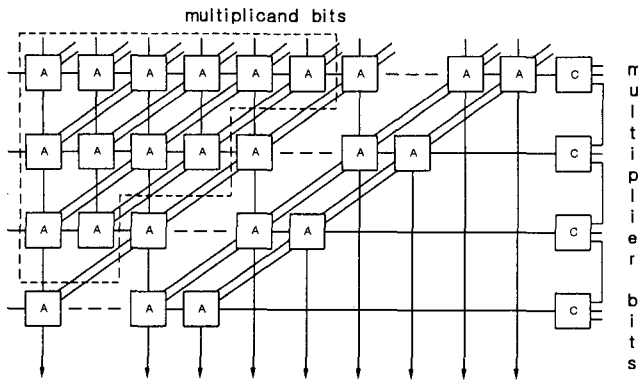 multiplicand bits
A A A A A A A A A C
A A A A A A A C
A A A A A C
A A A C
multiplier bits